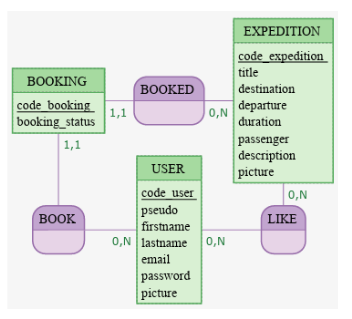 EXPEDITION
code_expedition
title
destination
departure
duration
passenger
description
picture
BOOKING
code_booking
booking_status
BOOKED
1,1
0,N
1,1
0,N
USER
code_user
pseudo
firstname
lastname
email
password
picture
BOOK
LIKE
0,N
0,N